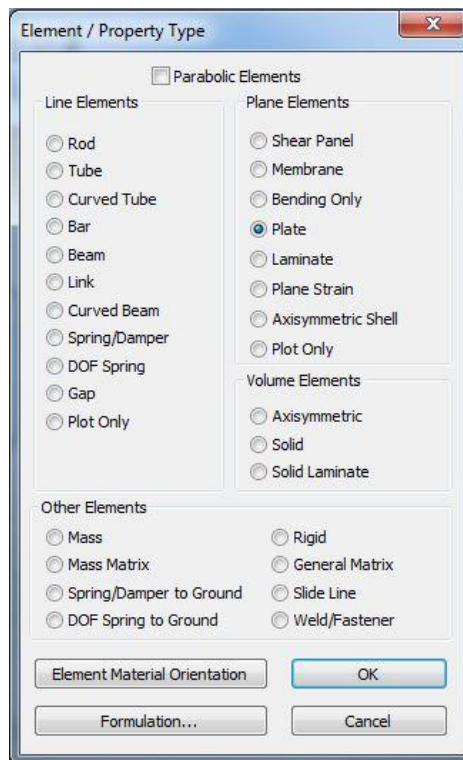 Element / Property Type
Parabolic Elements
Line Elements
Rod
Tube
Curved Tube
Bar
Beam
Link
Curved Beam
Spring/Damper
DOF Spring
Gap
Plot Only
Plane Elements
Shear Panel
Membrane
Bending Only
Plate
Laminate
Plane Strain
Axisymmetric Shell
Plot Only
Volume Elements
Axisymmetric
Solid
Solid Laminate
Other Elements
Mass
Mass Matrix
Spring/Damper to Ground
DOF Spring to Ground
Rigid
General Matrix
Slide Line
Weld/Fastener
Element Material Orientation
OK
Formulation...
Cancel